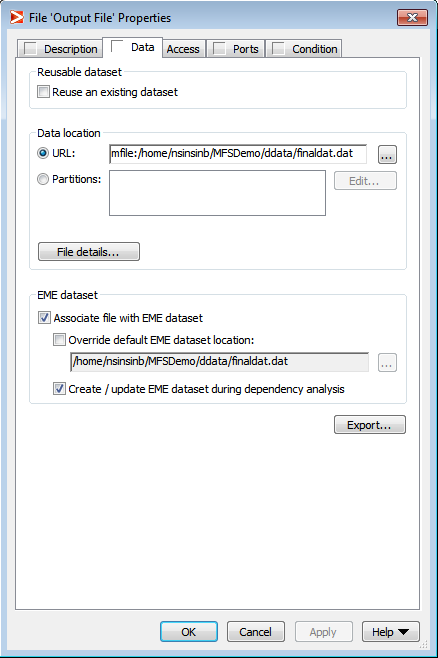 File 'Output File' Properties
Description Data Access Ports Condition
Reusable dataset
Reuse an existing dataset
Data location
URL: mfile:/home/nsinsinb/MFSDemo/ddata/finaldat.dat ...
Partitions: Edit...
File details...
EME dataset
Associate file with EME dataset
Override default EME dataset location:
/home/nsinsinb/MFSDemo/ddata/finaldat.dat ...
Create / update EME dataset during dependency analysis
Export...
OK Cancel Apply Help